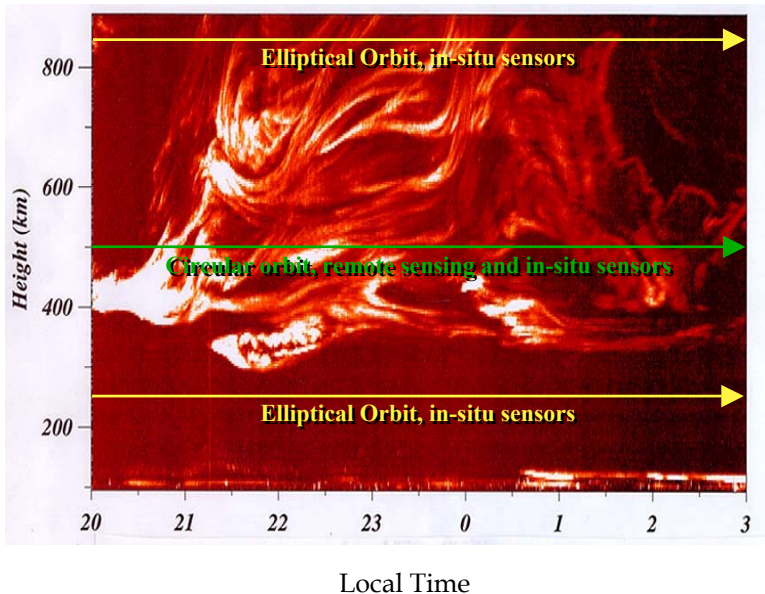 Elliptical Orbit, in-situ sensors
800
600
Circular orbit, remote sensing and in-situ sensors
400
Elliptical Orbit, in-situ sensors
200
Height (km)
20 21 22 23 0 1 2 3
Local Time